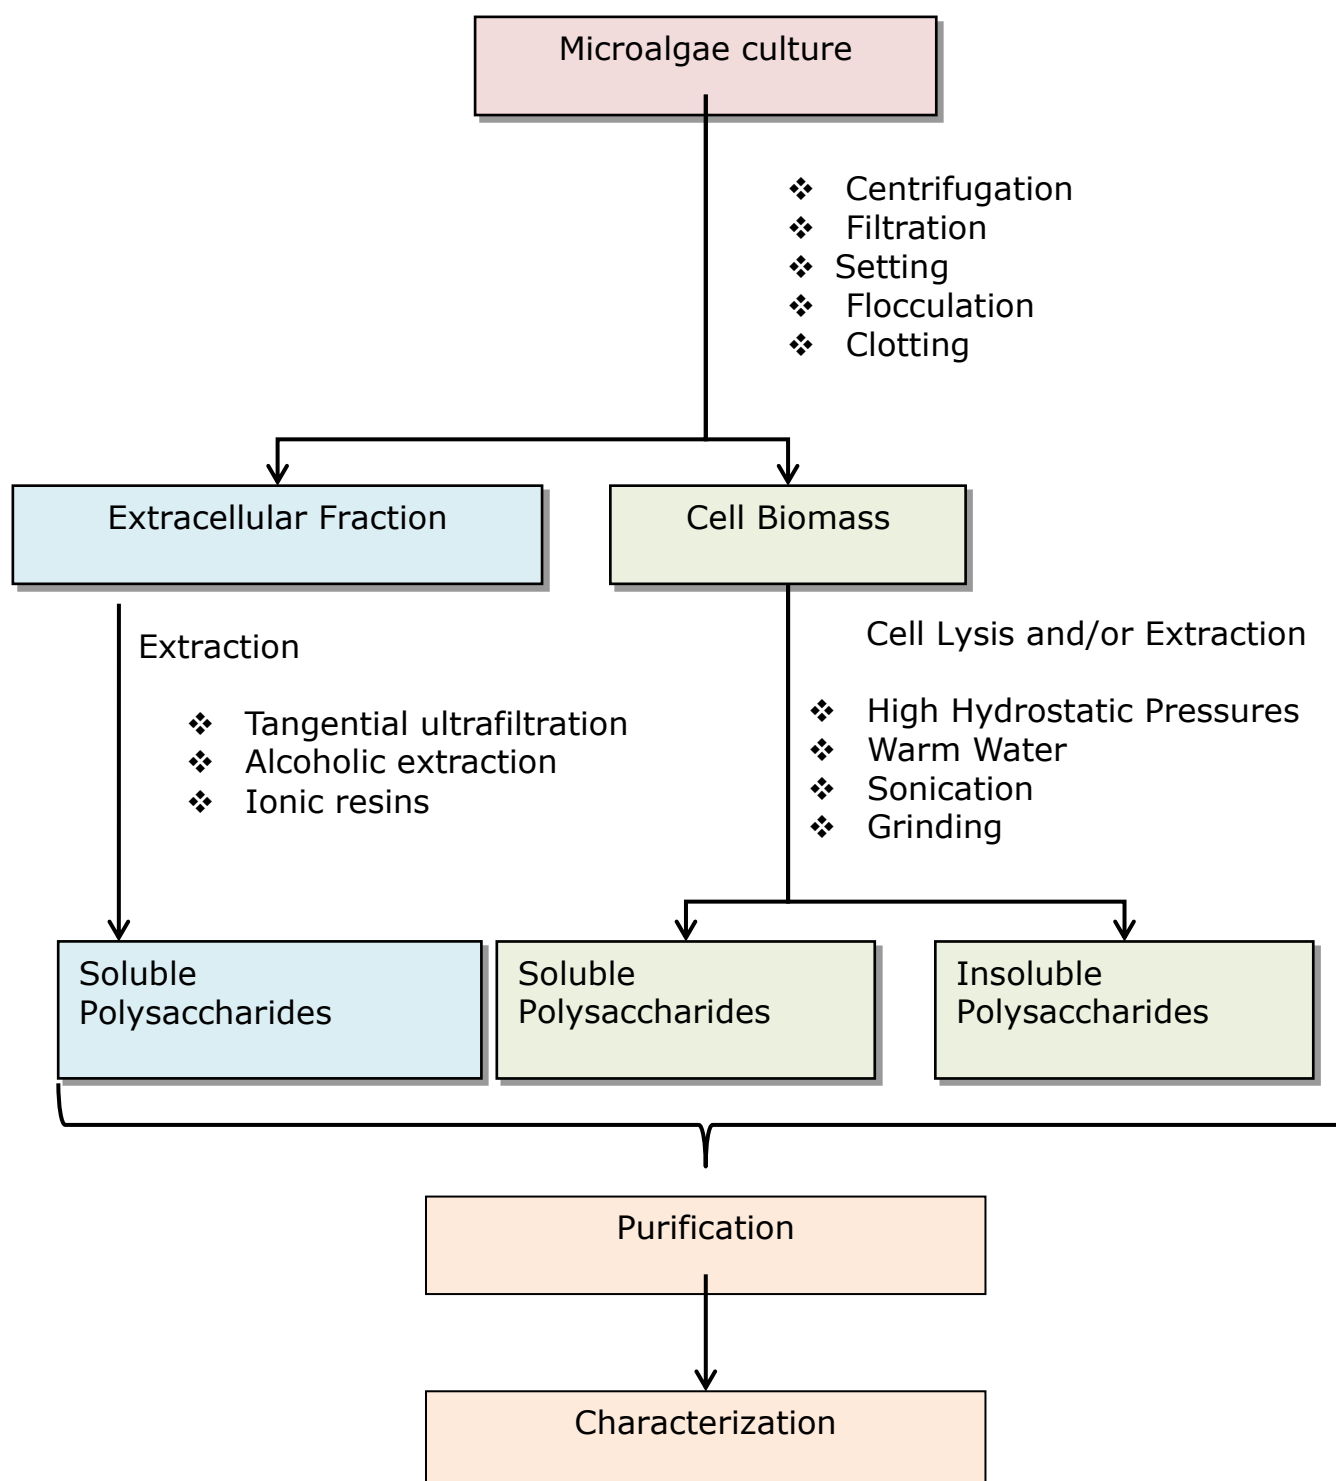 Microalgae culture
❖ Centrifugation
❖ Filtration
❖ Setting
❖ Flocculation
❖ Clotting
Extracellular Fraction
Cell Biomass
Extraction
❖ Tangential ultrafiltration
❖ Alcoholic extraction
❖ Ionic resins
Cell Lysis and/or Extraction
❖ High Hydrostatic Pressures
❖ Warm Water
❖ Sonication
❖ Grinding
Soluble
Polysaccharides
Soluble
Polysaccharides
Insoluble
Polysaccharides
Purification
Characterization